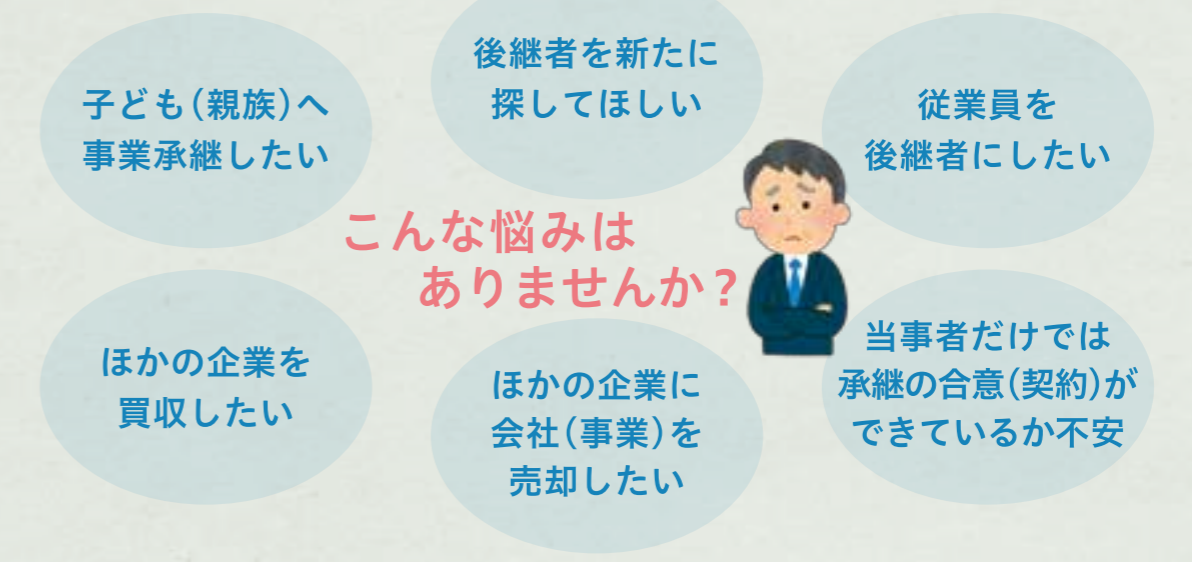 子ども(親族)へ
事業承継したい
後継者を新たに
探してほしい
従業員を
後継者にしたい
こんな悩みは
ありませんか?
ほかの企業を
買収したい
ほかの企業に
会社(事業)を
売却したい
当事者だけでは
承継の合意(契約)が
できているか不安